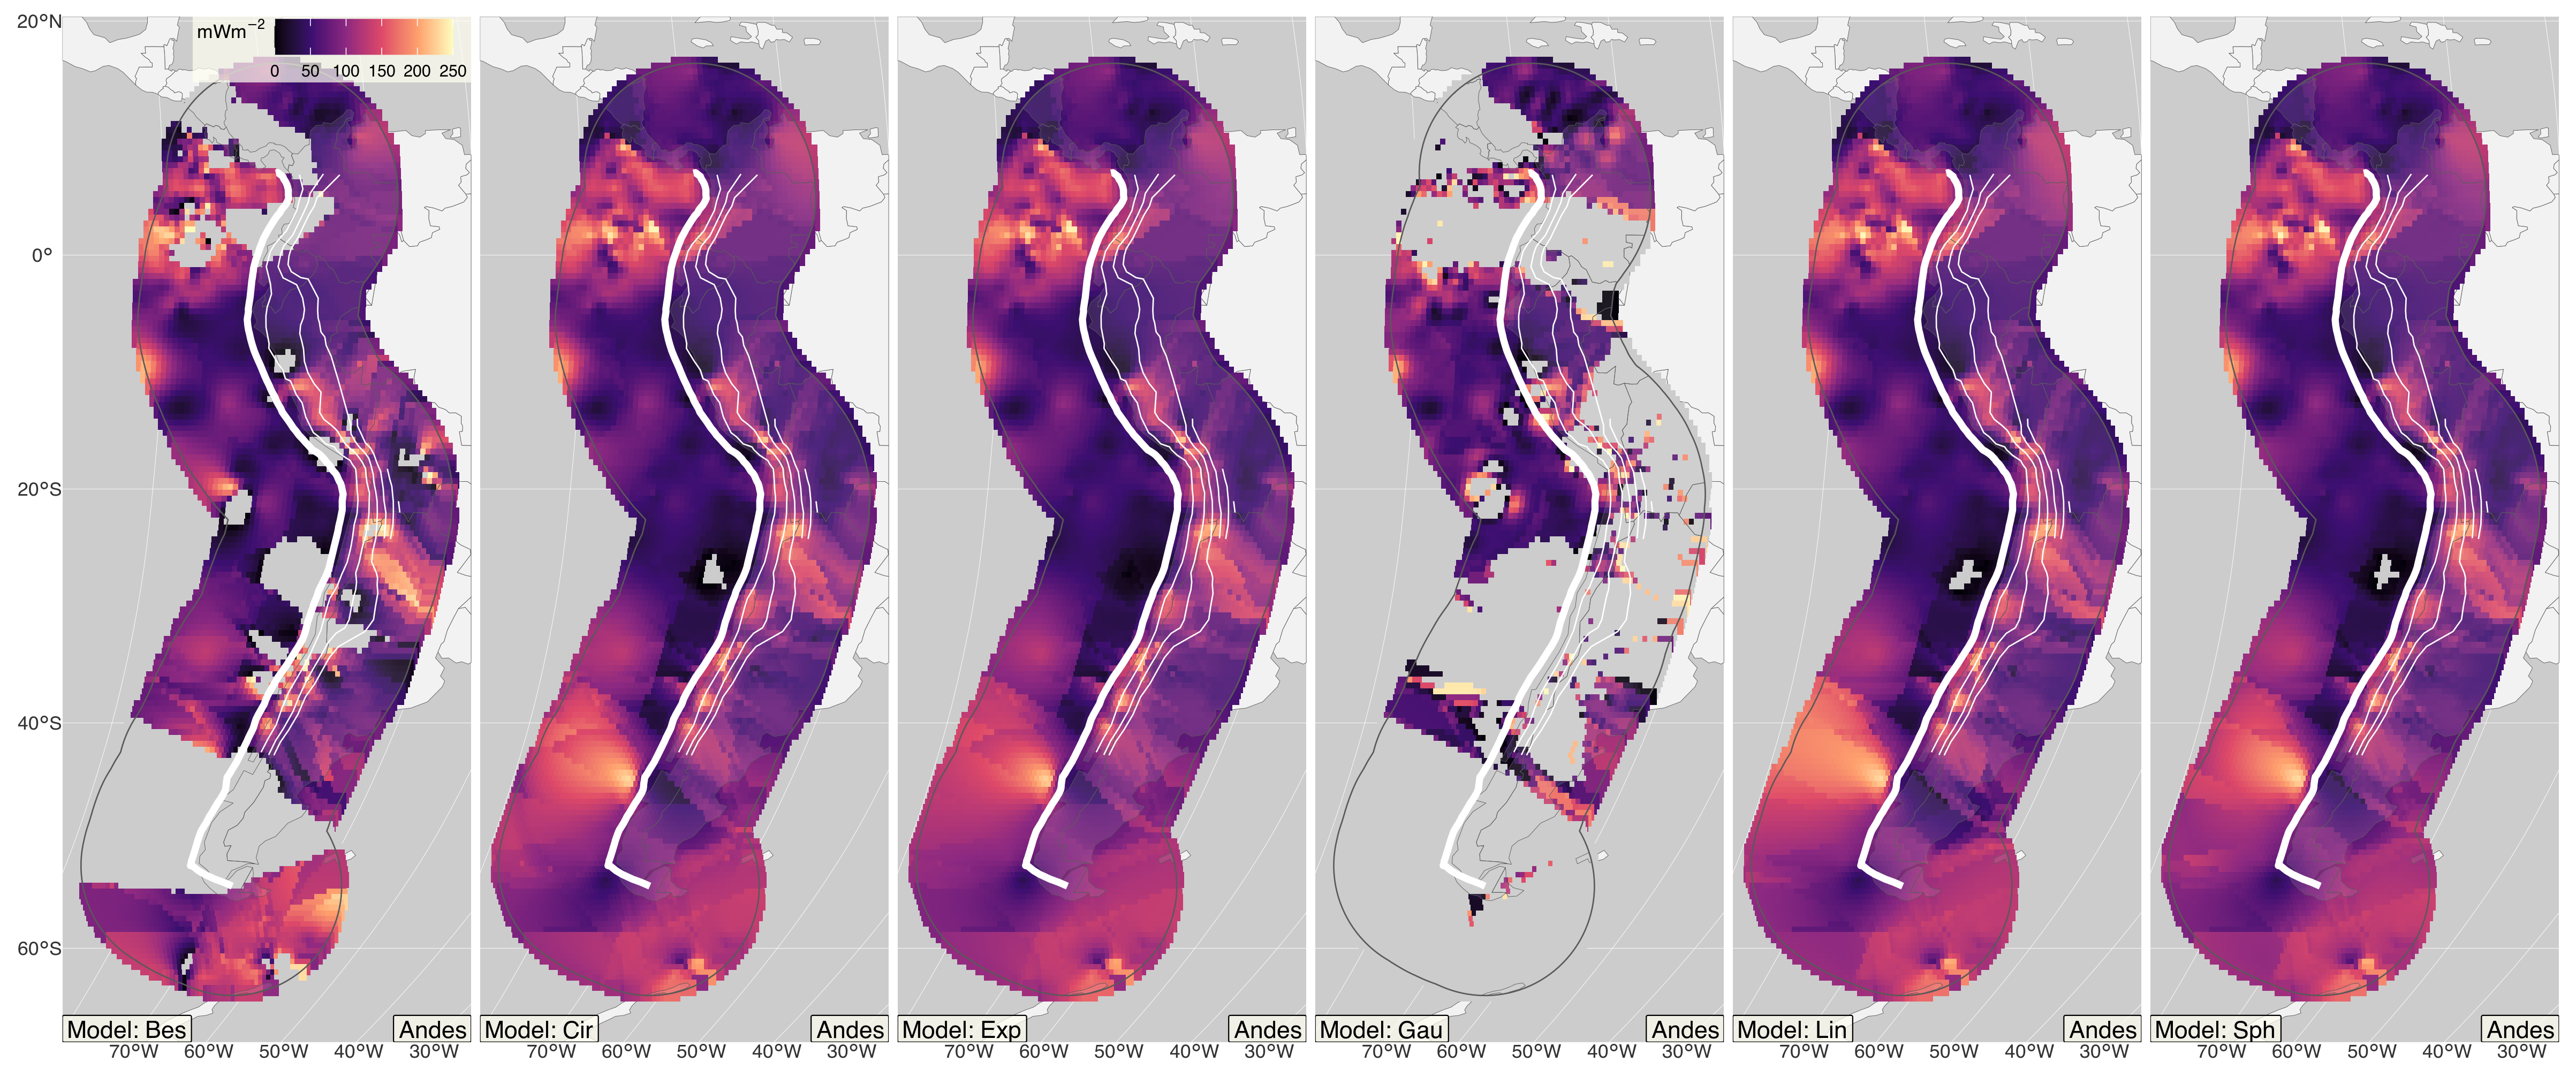 mWm−2
0 50 100 150 200 250
20°N
0°
20°S
40°S
60°S
Model: Bes Andes
Model: Cir Andes
Model: Exp Andes
Model: Gau Andes
Model: Lin Andes
Model: Sph Andes
70°W 60°W 50°W 40°W 30°W
70°W 60°W 50°W 40°W 30°W
70°W 60°W 50°W 40°W 30°W
70°W 60°W 50°W 40°W 30°W
70°W 60°W 50°W 40°W 30°W
70°W 60°W 50°W 40°W 30°W